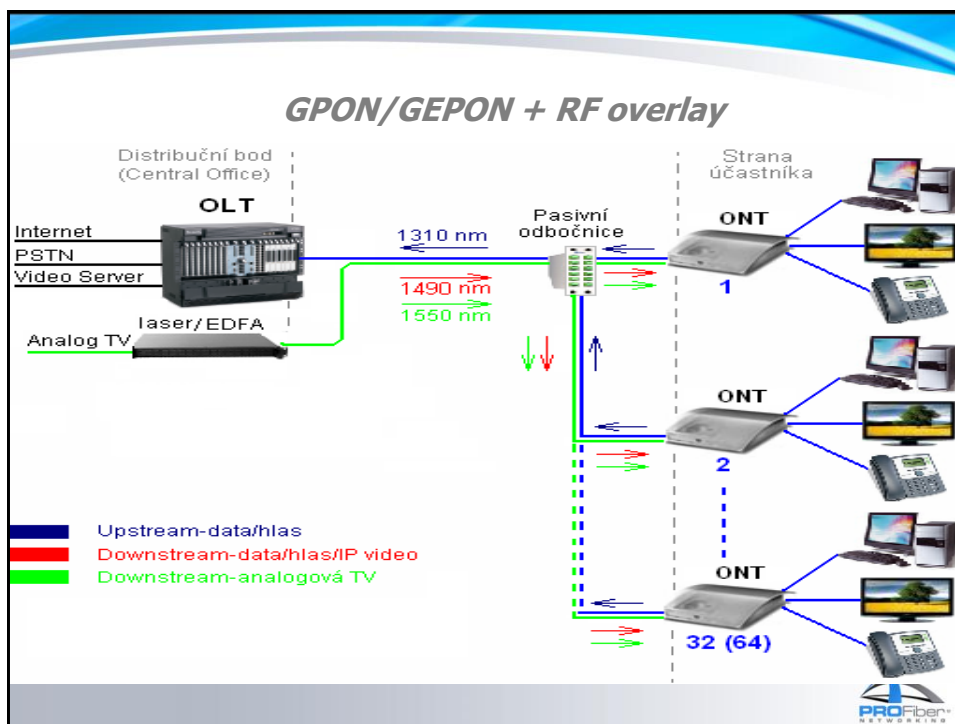 GPON/GEPON + RF overlay
Distribuční bod
(Central Office)
Strana
účastníka
OLT
Pasivní
odbočnice
ONT
Internet
PSTN
Video Server
1310 nm
1490 nm
1550 nm
1
laser/EDFA
Analog TV
ONT
2
Upstream-data/hlas
Downstream-data/hlas/IP video
Downstream-analogová TV
ONT
32 (64)
PROFiber
NETWORKING